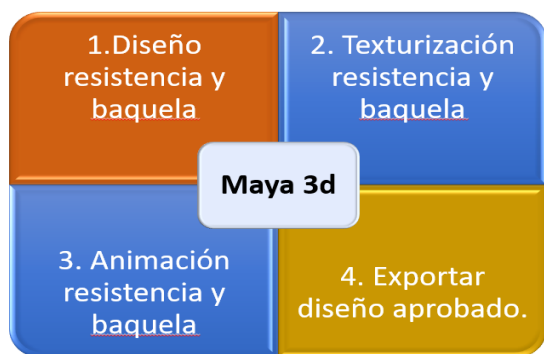 1.Diseño
resistencia y
baquela
2. Texturización
resistencia y
baquela
Maya 3d
3. Animación
resistencia y
baquela
4. Exportar
diseño aprobado.